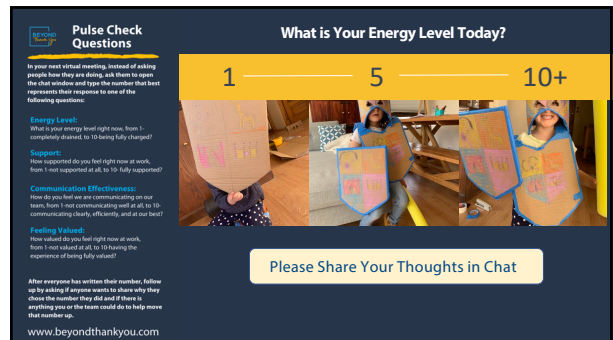 BEYOND
thank you
Pulse Check
Questions
In your next virtual meeting, instead of asking
people how they are doing, ask them to open
the chat window and type the number that best
represents their response to one of the
following questions:
Energy Level:
What is your energy level right now, from 1-
completely drained, to 10-being fully charged?
Support:
How supported do you feel right now at work,
from 1-not supported at all, to 10- fully supported?
Communication Effectiveness:
How do you feel we are communicating on our
team, from 1-not communicating well at all, to 10-
communicating clearly, efficiently, and at our best?
Feeling Valued:
How valued do you feel right now at work,
from 1-not valued at all, to 10-having the
experience of being fully valued?
After everyone has written their number, follow
up by asking if anyone wants to share why they
chose the number they did and if there is
anything you or the team could do to help move
that number up.
www.beyondthankyou.com
What is Your Energy Level Today?
1 5 10+
Please Share Your Thoughts in Chat